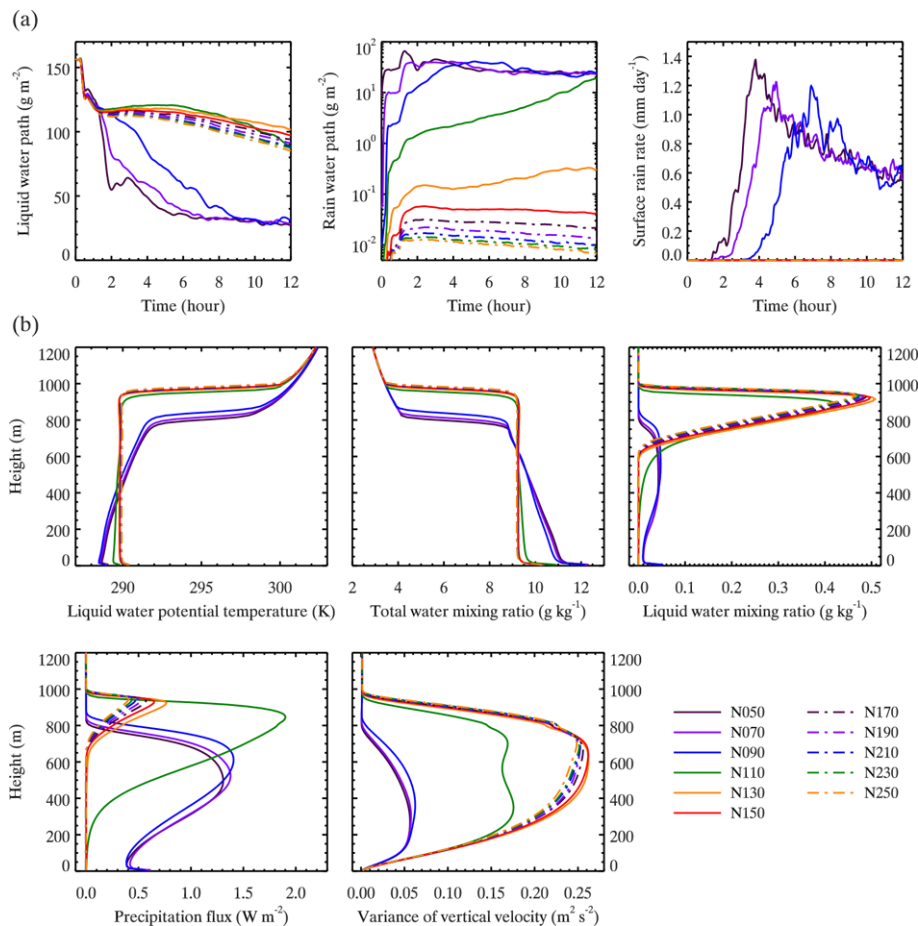 (a)
150
100
50
0
Liquid water path (g m⁻²)
0 2 4 6 8 10 12
Time (hour)
10²
10¹
10⁰
10⁻¹
10⁻²
Rain water path (g m⁻²)
0 2 4 6 8 10 12
Time (hour)
1.4
1.2
1.0
0.8
0.6
0.4
0.2
0.0
Surface rain rate (mm day⁻¹)
0 2 4 6 8 10 12
Time (hour)
(b)
1200
1000
800
600
400
200
0
Height (m)
290 295 300
Liquid water potential temperature (K)
2 4 6 8 10 12
Total water mixing ratio (g kg⁻¹)
0.0 0.1 0.2 0.3 0.4 0.5
Liquid water mixing ratio (g kg⁻¹)
1200
1000
800
600
400
200
0
1200
1000
800
600
400
200
0
Height (m)
0.0 0.5 1.0 1.5 2.0
Precipitation flux (W m⁻²)
0.00 0.05 0.10 0.15 0.20 0.25
Variance of vertical velocity (m² s⁻²)
1200
1000
800
600
400
200
0
N050
N070
N090
N110
N130
N150
N170
N190
N210
N230
N250